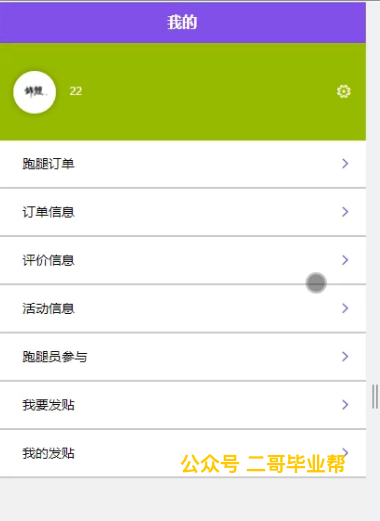 我的
22
跑腿订单
订单信息
评价信息
活动信息
跑腿员参与
我要发贴
我的发贴
公众号 二哥毕业帮